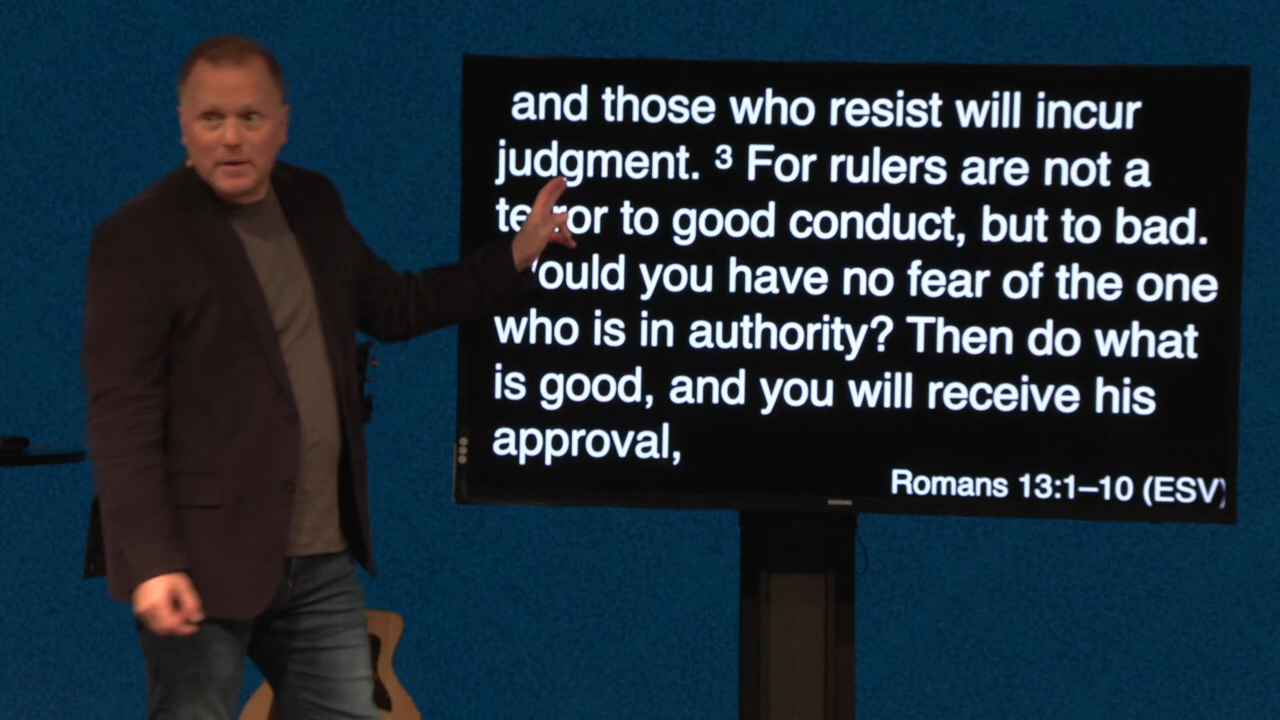 and those who resist will incur
judgment. ³ For rulers are not a
terror to good conduct, but to bad.
Would you have no fear of the one
who is in authority? Then do what
is good, and you will receive his
approval,
Romans 13:1–10 (ESV)